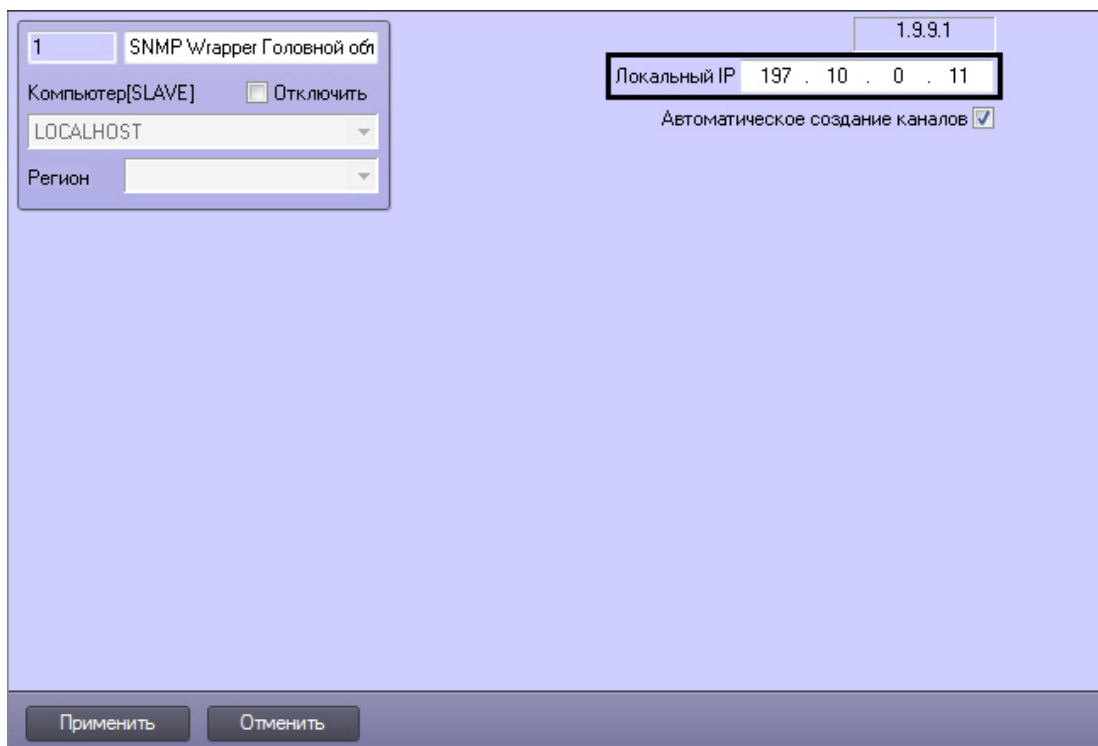 1 SNMP Wrapper Головной
Компьютер[SLAVE] Отключить
LOCALHOST
Регион
1.9.9.1
Локальный IP 197 . 10 . 0 . 11
Автоматическое создание каналов
Применить Отменить